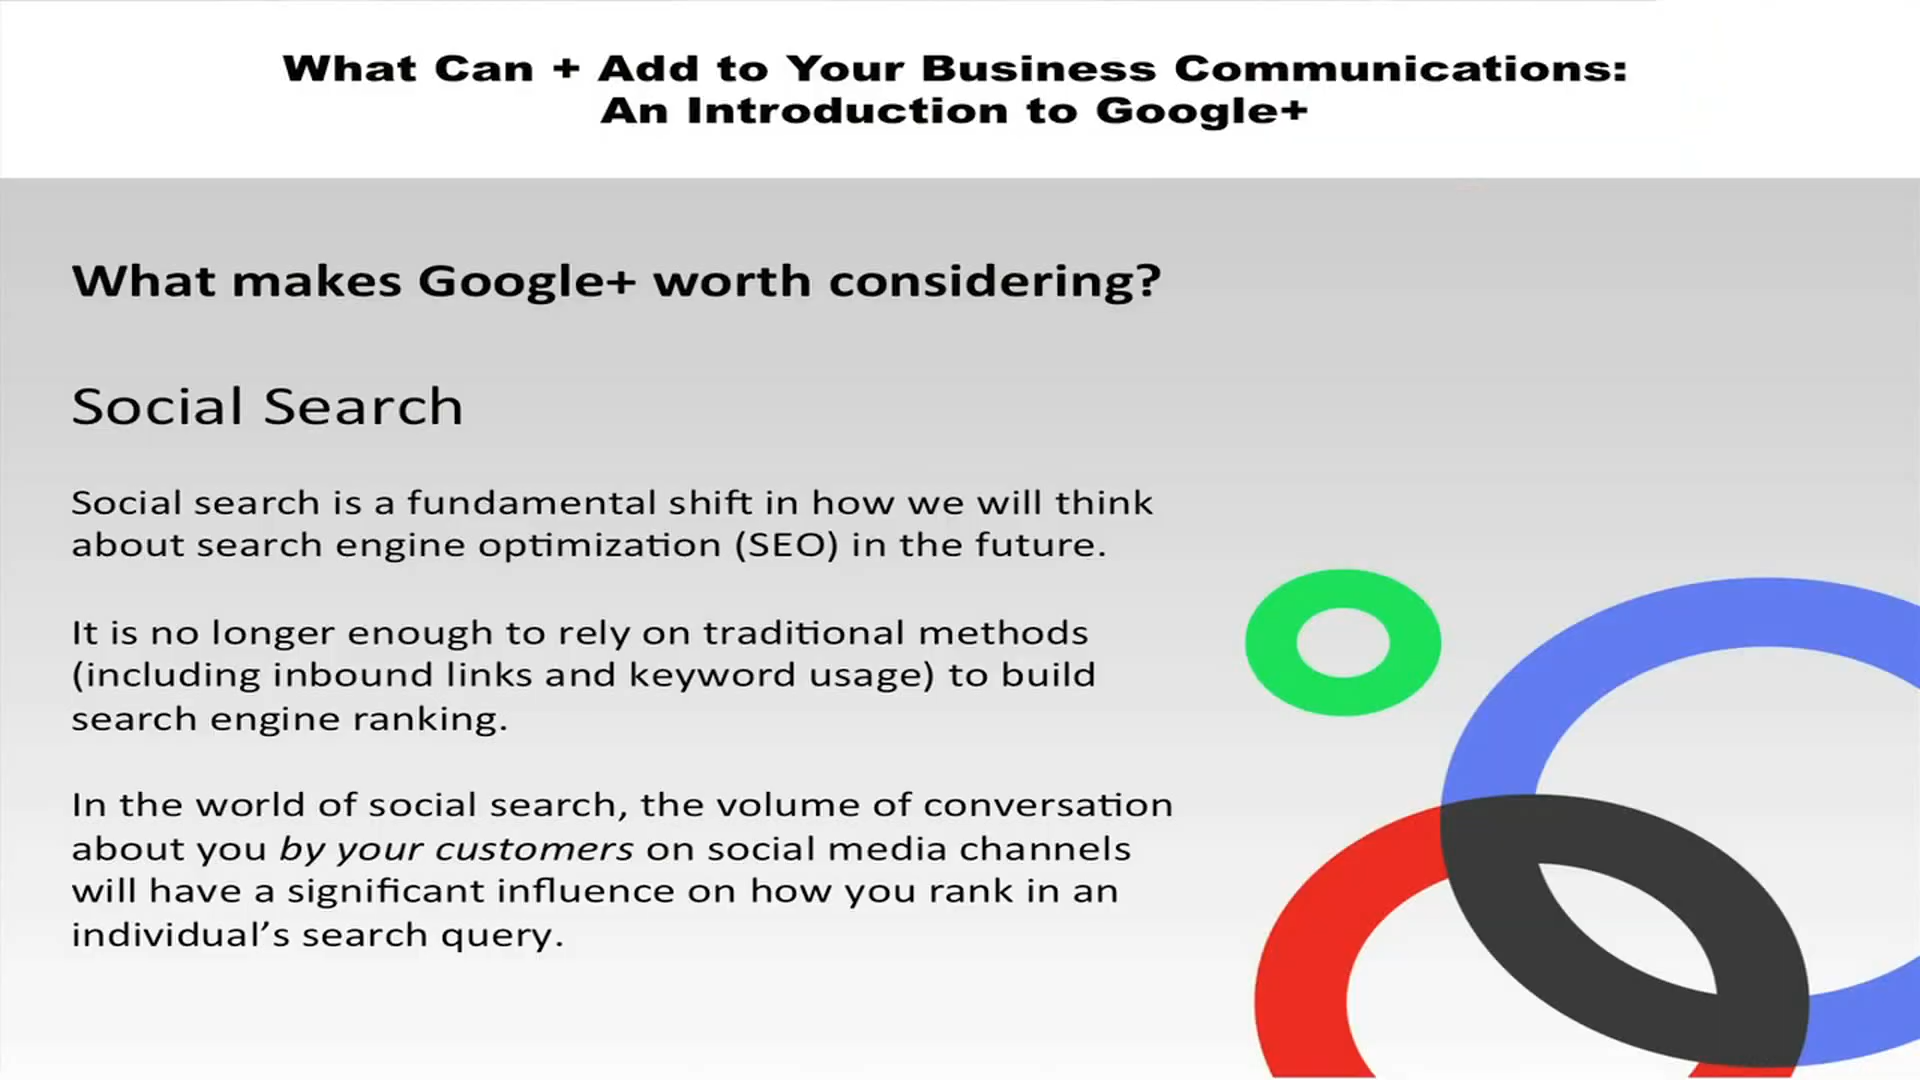 What Can + Add to Your Business Communications:
An Introduction to Google+
What makes Google+ worth considering?
Social Search
Social search is a fundamental shift in how we will think
about search engine optimization (SEO) in the future.
It is no longer enough to rely on traditional methods
(including inbound links and keyword usage) to build
search engine ranking.
In the world of social search, the volume of conversation
about you by your customers on social media channels
will have a significant influence on how you rank in an
individual’s search query.